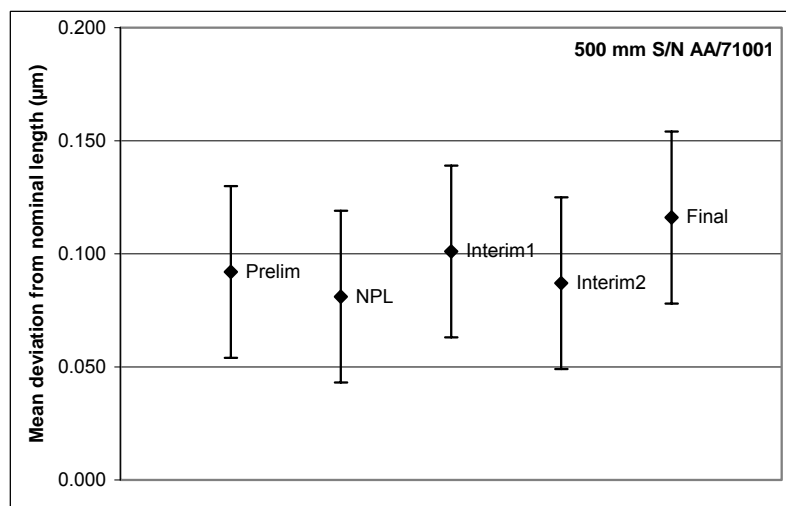 0.200
500 mm S/N AA/71001
0.150
Final
Interim1
0.100
Prelim
Interim2
NPL
0.050
0.000
Mean deviation from nominal length (µm)